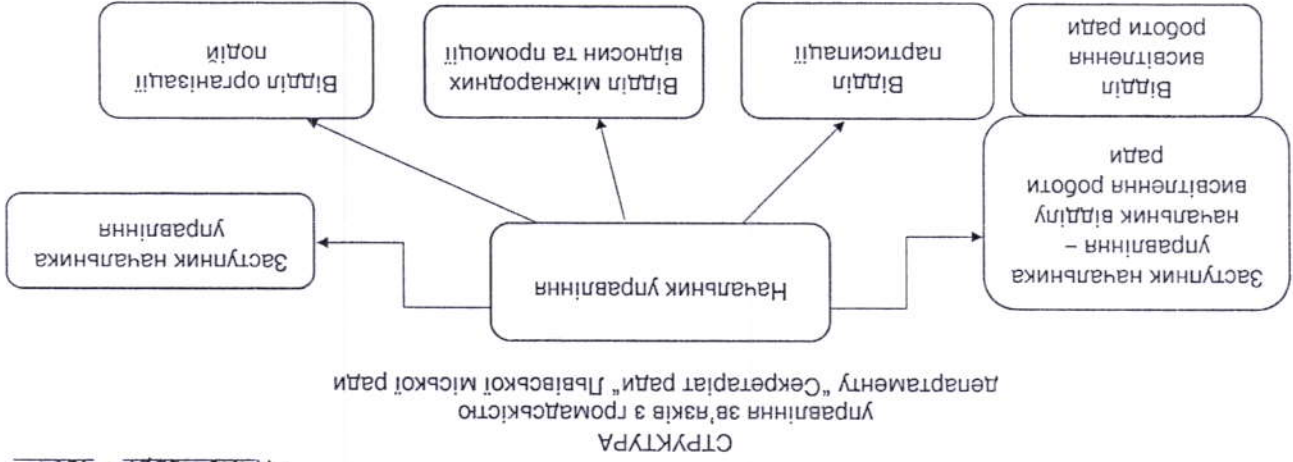 СТРУКТУРА
управління зв'язків з громадськістю
департаменту "Секретаріат ради" Львівської міської ради
Заступник начальника
управління –
начальник відділу
висвітлення роботи
ради
Начальник управління
Заступник начальника
управління
Відділ
висвітлення
роботи ради
Відділ
партисипації
Відділ міжнародних
відносин та промоції
Відділ організації
подій